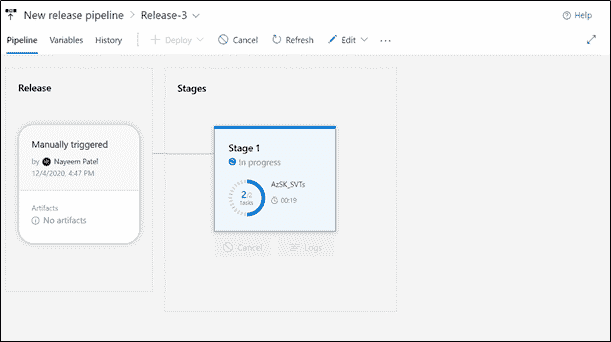 New release pipeline > Release-3
Help
Pipeline Variables History Deploy Cancel Refresh Edit ...
Release
Stages
Manually triggered
by Nayeem Patel
12/4/2020, 4:47 PM
Artifacts
No artifacts
Stage 1
In progress
2/
TASKS
AzSK_SVTs
00:19
Cancel
Logs